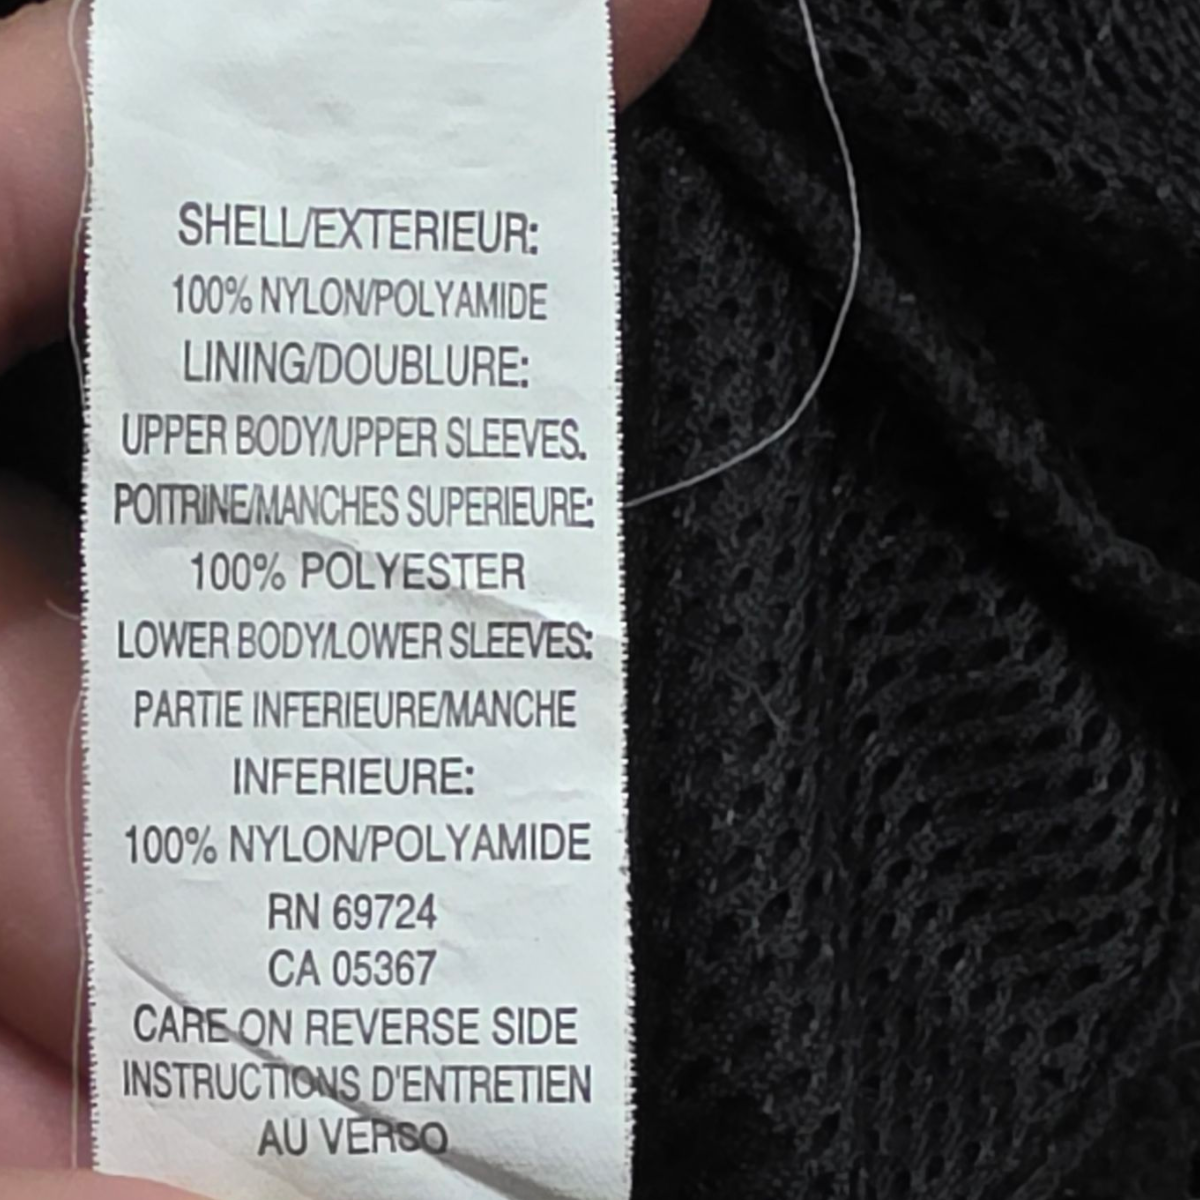 SHELL/EXTERIEUR:
100% NYLON/POLYAMIDE
LINING/DOUBLURE:
UPPER BODY/UPPER SLEEVES.
POITRINE/MANCHES SUPERIEURE:
100% POLYESTER
LOWER BODY/LOWER SLEEVES:
PARTIE INFERIEURE/MANCHE
INFERIEURE:
100% NYLON/POLYAMIDE
RN 69724
CA 05367
CARE ON REVERSE SIDE
INSTRUCTIONS D'ENTRETIEN
AU VERSO